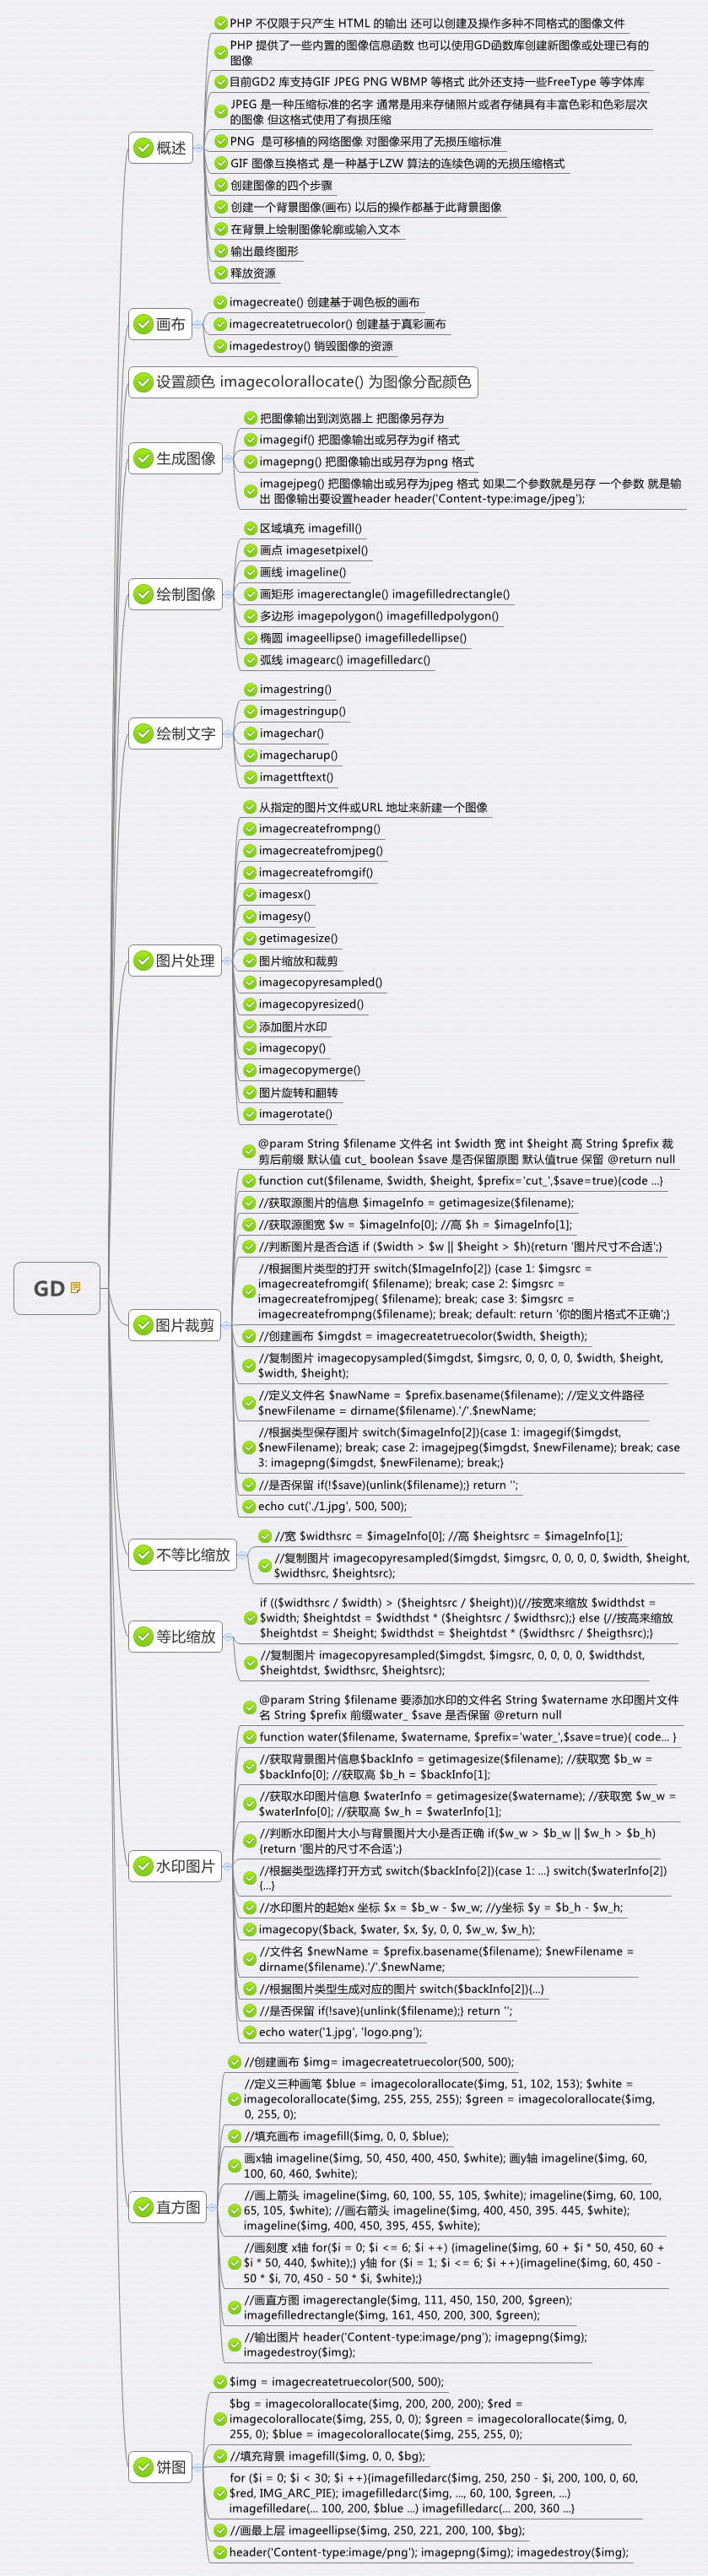 GD
概述
PHP 不仅限于只产生 HTML 的输出 还可以创建及操作多种不同格式的图像文件
PHP 提供了一些内置的图像信息函数 也可以使用GD函数库创建新图像或处理已有的
图像
目前GD2 库支持GIF JPEG PNG WBMP 等格式 此外还支持一些FreeType 等字体库
JPEG 是一种压缩标准的名字 通常是用来存储照片或者存储具有丰富色彩和色彩层次
的图像 但这格式使用了有损压缩
PNG 是可移植的网络图像 对图像采用了无损压缩标准
GIF 图像互换格式 是一种基于LZW 算法的连续色调的无损压缩格式
创建图像的四个步骤
创建一个背景图像(画布) 以后的操作都基于此背景图像
在背景上绘制图像轮廓或输入文本
输出最终图形
释放资源
画布
imagecreate() 创建基于调色板的画布
imagecreatetruecolor() 创建基于真彩画布
imagedestroy() 销毁图像的资源
设置颜色 imagecolorallocate() 为图像分配颜色
生成图像
把图像输出到浏览器上 把图像另存为
imagegif() 把图像输出或另存为gif 格式
imagepng() 把图像输出或另存为png 格式
imagejpeg() 把图像输出或另存为jpeg 格式 如果二个参数就是另存 一个参数 就是输
出 图像输出要设置header header('Content-type:image/jpeg');
绘制图像
区域填充 imagefill()
画点 imagesetpixel()
画线 imageline()
画矩形 imagerectangle() imagefilledrectangle()
多边形 imagepolygon() imagefilledpolygon()
椭圆 imageellipse() imagefilledellipse()
弧线 imagearc() imagefilledarc()
绘制文字
imagestring()
imagestringup()
imagechar()
imagecharup()
imagettftext()
图片处理
从指定的图片文件或URL 地址来新建一个图像
imagecreatefrompng()
imagecreatefromjpeg()
imagecreatefromgif()
imagesx()
imagesy()
getimagesize()
图片缩放和裁剪
imagecopyresampled()
imagecopyresized()
添加图片水印
imagecopy()
imagecopymerge()
图片旋转和翻转
imagerotate()
图片裁剪
@param String $filename 文件名 int $width 宽 int $height 高 String $prefix 裁
剪后前缀 默认值 cut_ boolean $save 是否保留原图 默认值true 保留 @return null
function cut($filename, $width, $height, $prefix='cut_',$save=true){code ...}
//获取源图片的信息 $imageInfo = getimagesize($filename);
//获取源图宽 $w = $imageInfo[0]; //高 $h = $imageInfo[1];
//判断图片是否合适 if ($width > $w || $height > $h){return '图片尺寸不合适';}
//根据图片类型的打开 switch($ImageInfo[2]) {case 1: $imgsrc =
imagecreatefromgif( $filename); break; case 2: $imgsrc =
imagecreatefromjpeg( $filename); break; case 3: $imgsrc =
imagecreatefrompng($filename); break; default: return '你的图片格式不正确';}
//创建画布 $imgdst = imagecreatetruecolor($width, $heigth);
//复制图片 imagecopysampled($imgdst, $imgsrc, 0, 0, 0, 0, $width, $height,
$width, $height);
//定义文件名 $nawName = $prefix.basename($filename); //定义文件路径
$newFilename = dirname($filename).'/'.$newName;
//根据类型保存图片 switch($imageInfo[2]){case 1: imagegif($imgdst,
$newFilename); break; case 2: imagejpeg($imgdst, $newFilename); break; case
3: imagepng($imgdst, $newFilename); break;}
//是否保留 if(!$save){unlink($filename);} return '';
echo cut('./1.jpg', 500, 500);
不等比缩放
//宽 $widthsrc = $imageInfo[0]; //高 $heightsrc = $imageInfo[1];
//复制图片 imagecopyresampled($imgdst, $imgsrc, 0, 0, 0, 0, $width, $height,
$widthsrc, $heightsrc);
等比缩放
if (($widthsrc / $width) > ($heightsrc / $height)){//按宽来缩放 $widthdst =
$width; $heightdst = $widthdst * ($heightsrc / $widthsrc);} else {//按高来缩放
$heightdst = $height; $widthdst = $heightdst * ($widthsrc / $heigthsrc);}
//复制图片 imagecopyresampled($imgdst, $imgsrc, 0, 0, 0, 0, $widthdst,
$heightdst, $widthsrc, $heightsrc);
水印图片
@param String $filename 要添加水印的文件名 String $watername 水印图片文件
名 String $prefix 前缀water_ $save 是否保留 @return null
function water($filename, $watername, $prefix='water_',$save=true){ code... }
//获取背景图片信息$backInfo = getimagesize($filename); //获取宽 $b_w =
$backInfo[0]; //获取高 $b_h = $backInfo[1];
//获取水印图片信息 $waterInfo = getimagesize($watername); //获取宽 $w_w =
$waterInfo[0]; //获取高 $w_h = $waterInfo[1];
//判断水印图片大小与背景图片大小是否正确 if($w_w > $b_w || $w_h > $b_h)
{return '图片的尺寸不合适';}
//根据类型选择打开方式 switch($backInfo[2]){case 1: ...} switch($waterInfo[2])
{...}
//水印图片的起始x 坐标 $x = $b_w - $w_w; //y坐标 $y = $b_h - $w_h;
imagecopy($back, $water, $x, $y, 0, 0, $w_w, $w_h);
//文件名 $newName = $prefix.basename($filename); $newFilename =
dirname($filename).'/'.$newName;
//根据图片类型生成对应的图片 switch($backInfo[2]){...}
//是否保留 if(!save){unlink($filename);} return '';
echo water('1.jpg', 'logo.png');
直方图
//创建画布 $img= imagecreatetruecolor(500, 500);
//定义三种画笔 $blue = imagecolorallocate($img, 51, 102, 153); $white =
imagecolorallocate($img, 255, 255, 255); $green = imagecolorallocate($img,
0, 255, 0);
//填充画布 imagefill($img, 0, 0, $blue);
画x轴 imageline($img, 50, 450, 400, 450, $white); 画y轴 imageline($img, 60,
100, 60, 460, $white);
//画上箭头 imageline($img, 60, 100, 55, 105, $white); imageline($img, 60, 100,
65, 105, $white); //画右箭头 imageline($img, 400, 450, 395. 445, $white);
imageline($img, 400, 450, 395, 455, $white);
//画刻度 x轴 for($i = 0; $i <= 6; $i ++) {imageline($img, 60 + $i * 50, 450, 60 +
$i * 50, 440, $white);} y轴 for ($i = 1; $i <= 6; $i ++){imageline($img, 60, 450 -
50 * $i, 70, 450 - 50 * $i, $white);}
//画直方图 imagerectangle($img, 111, 450, 150, 200, $green);
imagefilledrectangle($img, 161, 450, 200, 300, $green);
//输出图片 header('Content-type:image/png'); imagepng($img);
imagedestroy($img);
饼图
$img = imagecreatetruecolor(500, 500);
$bg = imagecolorallocate($img, 200, 200, 200); $red =
imagecolorallocate($img, 255, 0, 0); $green = imagecolorallocate($img, 0,
255, 0); $blue = imagecolorallocate($img, 255, 255, 0);
//填充背景 imagefill($img, 0, 0, $bg);
for ($i = 0; $i < 30; $i ++){imagefilledarc($img, 250, 250 - $i, 200, 100, 0, 60,
$red, IMG_ARC_PIE); imagefilledarc($img, ..., 60, 100, $green, ...)
imagefilledare(... 100, 200, $blue ...) imagefilledarc(... 200, 360 ...}
//画最上层 imageellipse($img, 250, 221, 200, 100, $bg);
header('Content-type:image/png'); imagepng($img); imagedestroy($img);